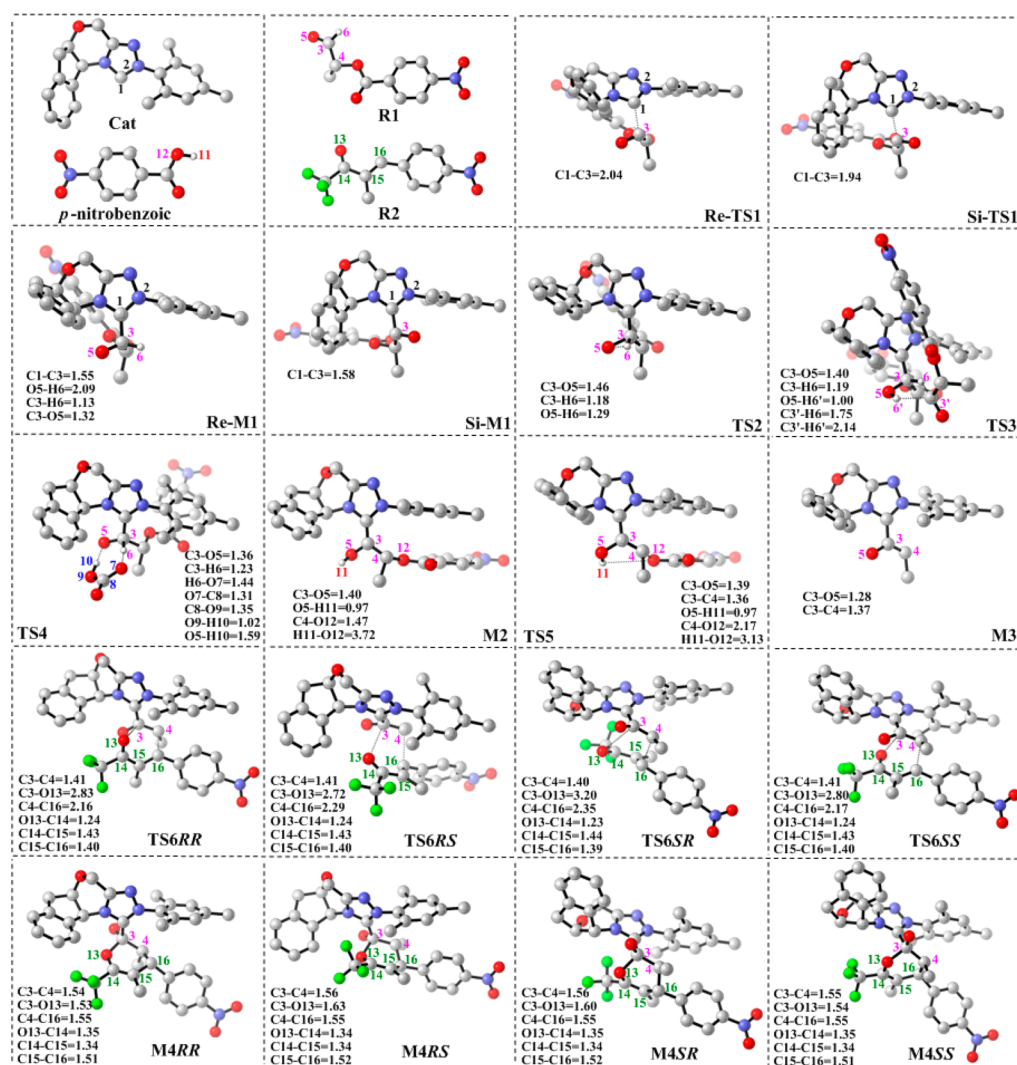 2
1
Cat
12
11
p-nitrobenzoic
5
6
3
4
R1
13
16
14
15
R2
2
1
3
C1-C3=2.04
Re-TS1
2
1
3
C1-C3=1.94
Si-TS1
1
2
3
5
6
C1-C3=1.55
O5-H6=2.09
C3-H6=1.13
C3-O5=1.32
Re-M1
1
2
3
C1-C3=1.58
Si-M1
1
2
3
5
6
C3-O5=1.46
C3-H6=1.18
O5-H6=1.29
TS2
C3-O5=1.40
C3-H6=1.19
O5-H6'=1.00
C3'-H6=1.75
C3'-H6'=2.14
3
6
5
6'
3'
TS3
5
3
6
10
7
9
8
C3-O5=1.36
C3-H6=1.23
H6-O7=1.44
O7-C8=1.31
C8-O9=1.35
O9-H10=1.02
O5-H10=1.59
TS4
5
3
12
4
11
C3-O5=1.40
O5-H11=0.97
C4-O12=1.47
H11-O12=3.72
M2
5
3
12
4
11
C3-O5=1.39
C3-C4=1.36
O5-H11=0.97
C4-O12=2.17
H11-O12=3.13
TS5
3
4
5
C3-O5=1.28
C3-C4=1.37
M3
4
13
3
15
14
16
C3-C4=1.41
C3-O13=2.83
C4-C16=2.16
O13-C14=1.24
C14-C15=1.43
C15-C16=1.40
TS6RR
3
4
13
16
14
15
C3-C4=1.41
C3-O13=2.72
C4-C16=2.29
O13-C14=1.24
C14-C15=1.43
C15-C16=1.40
TS6RS
3
4
13
15
14
16
C3-C4=1.40
C3-O13=3.20
C4-C16=2.35
O13-C14=1.23
C14-C15=1.44
C15-C16=1.39
TS6SR
3
4
13
15
14
16
C3-C4=1.41
C3-O13=2.80
C4-C16=2.17
O13-C14=1.24
C14-C15=1.43
C15-C16=1.40
TS6SS
3
4
13
16
14
15
C3-C4=1.54
C3-O13=1.53
C4-C16=1.55
O13-C14=1.35
C14-C15=1.34
C15-C16=1.51
M4RR
3
4
13
15
16
14
C3-C4=1.56
C3-O13=1.63
C4-C16=1.55
O13-C14=1.34
C14-C15=1.34
C15-C16=1.52
M4RS
3
4
13
16
14
15
C3-C4=1.56
C3-O13=1.60
C4-C16=1.55
O13-C14=1.35
C14-C15=1.34
C15-C16=1.52
M4SR
3
4
13
16
14
15
C3-C4=1.55
C3-O13=1.54
C4-C16=1.55
O13-C14=1.35
C14-C15=1.34
C15-C16=1.51
M4SS